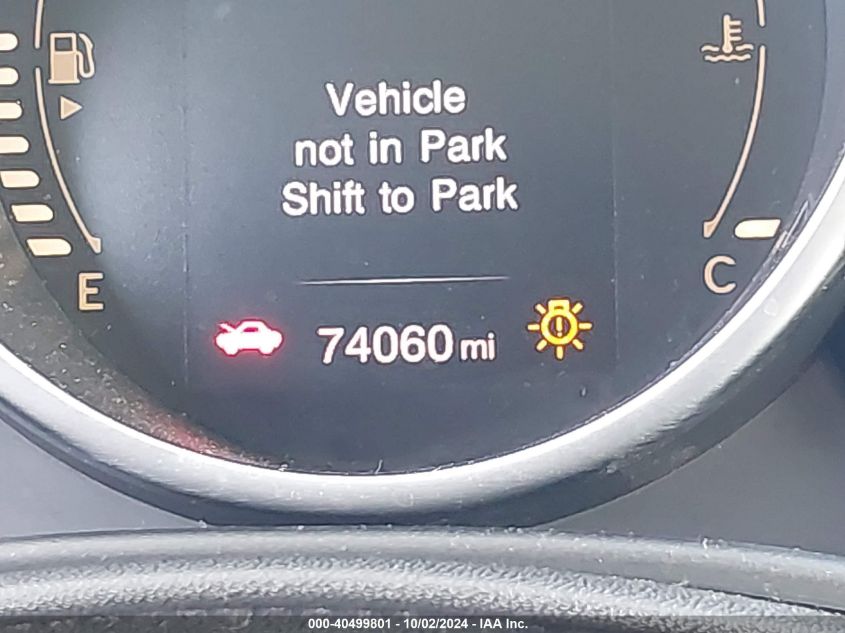 Vehicle
not in Park
Shift to Park
E
C
74060 mi
000-40499801 - 10/02/2024 - IAA Inc.